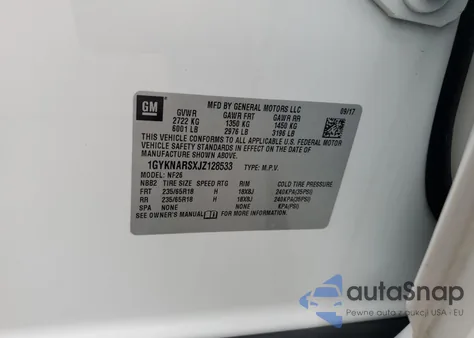 GM
MFD BY GENERAL MOTORS LLC
09/17
GVWR GAWR FRT GAWR RR
2722 KG 1350 KG 1450 KG
6001 LB 2976 LB 3196 LB
THIS VEHICLE CONFORMS TO ALL APPLICABLE U.S. FEDERAL MOTOR
VEHICLE SAFETY STANDARDS IN EFFECT ON THE DATE OF
MANUFACTURE SHOWN ABOVE.
1GYKNARSXJZ128533 TYPE: M.P.V.
MODEL: NF26
NBB2 TIRE SIZE SPEED RTG RIM COLD TIRE PRESSURE
FRT 235/65R18 H 18X8J 240KPA(35PSI)
RR 235/65R18 H 18X8J 240KPA(35PSI)
SPA NONE NONE KPA(PSI)
SEE OWNER'S MANUAL FOR MORE INFORMATION.
autoSnap
Pewne auto z aukcji USA - EU